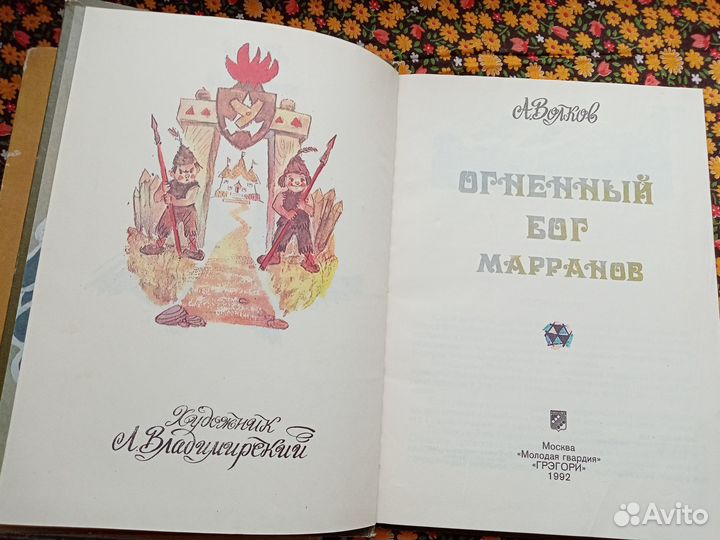 Художник
Л. Владимирский
А. Волков
ОГНЕННЫЙ
БОГ
МАРРАНОВ
Москва
«Молодая гвардия»
«ГРЭГОРИ»
1992
Avito